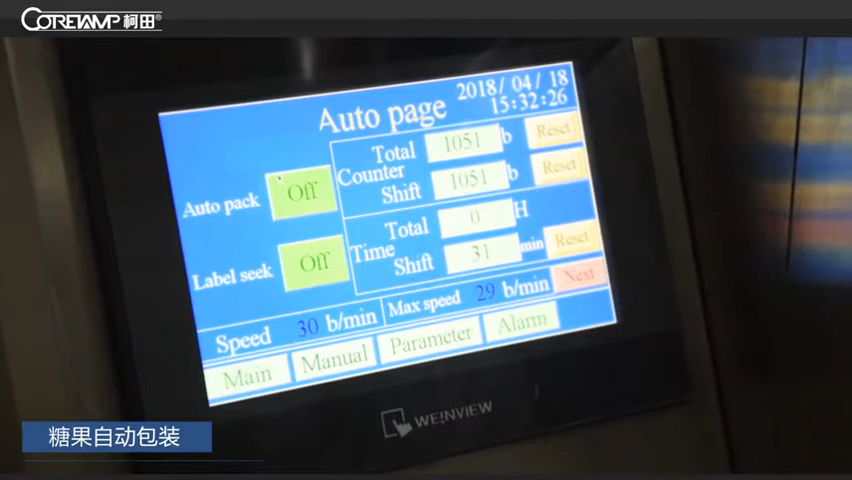 CORETAMP 柯田®
2018/ 04/ 18
15:32:26
Auto page
Total 1051 b Reset
Counter
Shift 1051 b Reset
Auto pack Off
Total 0 H
Time
Shift 31 min Reset
Label seek Off
Speed 30 b/min Max speed 29 b/min Next
Main Manual Parameter Alarm
WEINVIEW
糖果自动包装